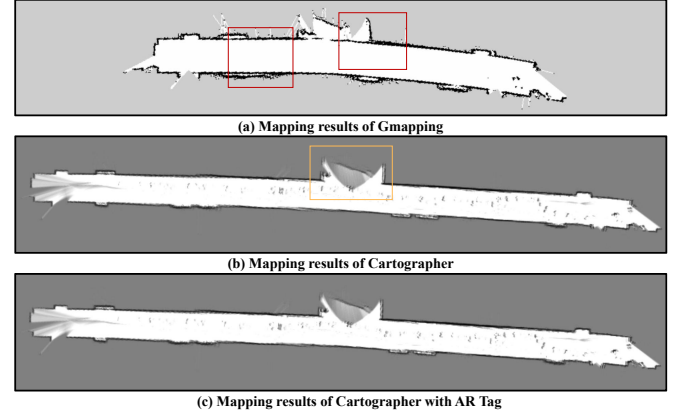 (a) Mapping results of Gmapping
(b) Mapping results of Cartographer
(c) Mapping results of Cartographer with AR Tag